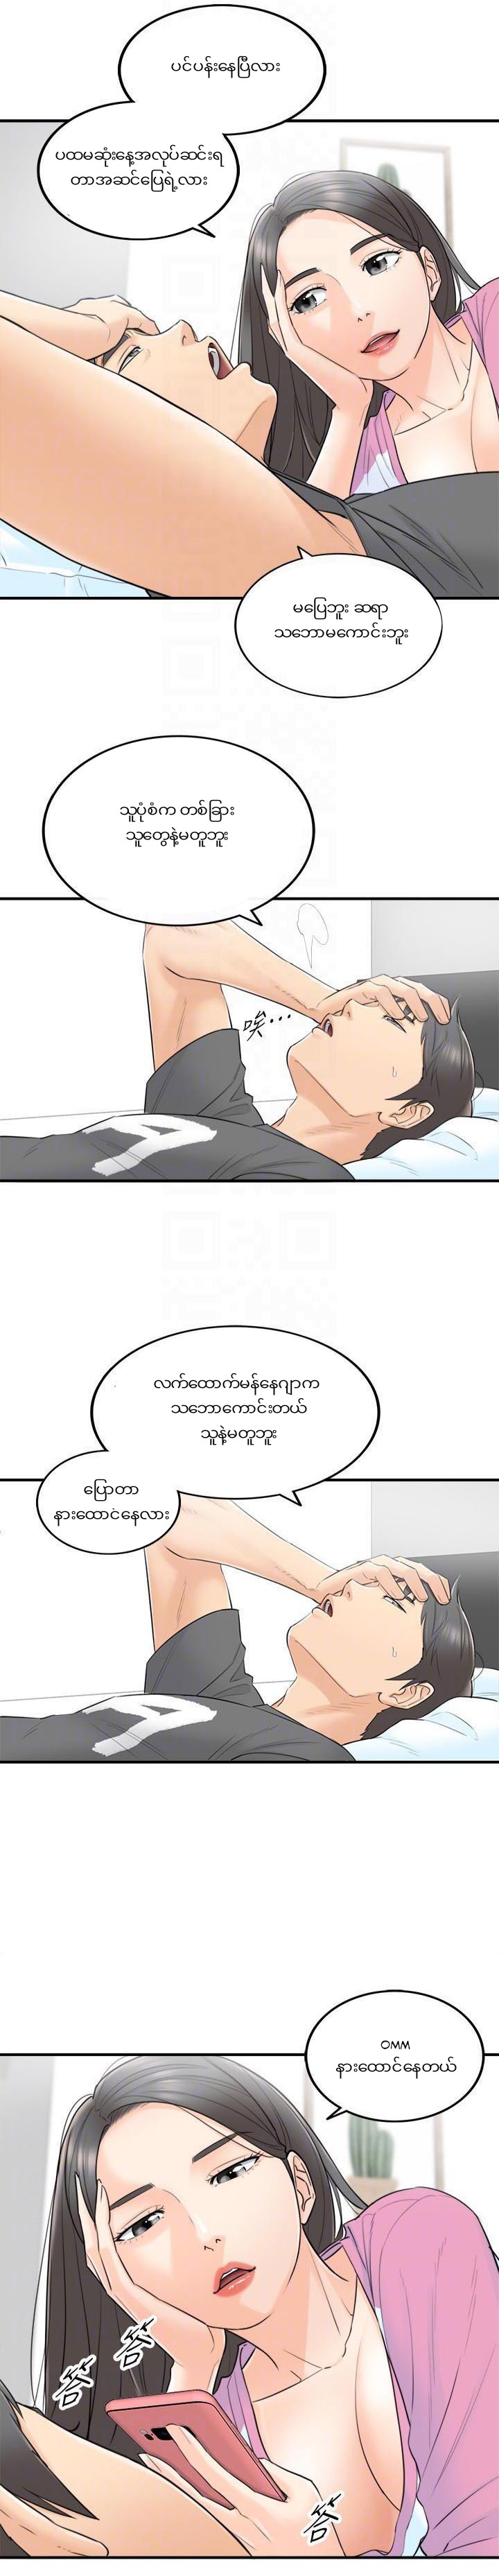 ပင်ပန်းနေပြီလား
ပထမဆုံးနေ့အလုပ်ဆင်းရ
တာအဆင်ပြေရဲ့လား
မပြေဘူး ဆရာ
သဘောမကောင်းဘူး
သူပုံစံက တစ်ခြား
သူတွေနဲ့မတူဘူး
唉…
လက်ထောက်မန်နေဂျာက
သဘောကောင်းတယ်
သူနဲ့မတူဘူး
ပြောတာ
နားထောင်နေလား
OMM
နားထောင်နေတယ်
答
答
答